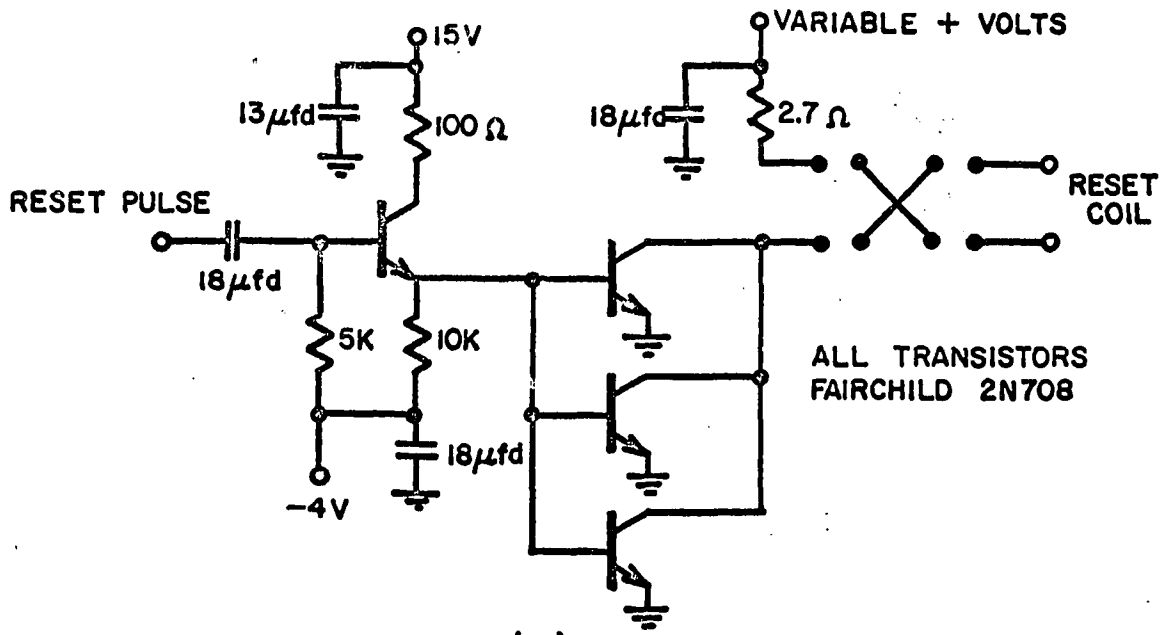 15V
VARIABLE + VOLTS
13µfd
100 Ω
18µfd
2.7 Ω
RESET PULSE
RESET
COIL
18µfd
5K
10K
ALL TRANSISTORS
FAIRCHILD 2N708
18µfd
-4V